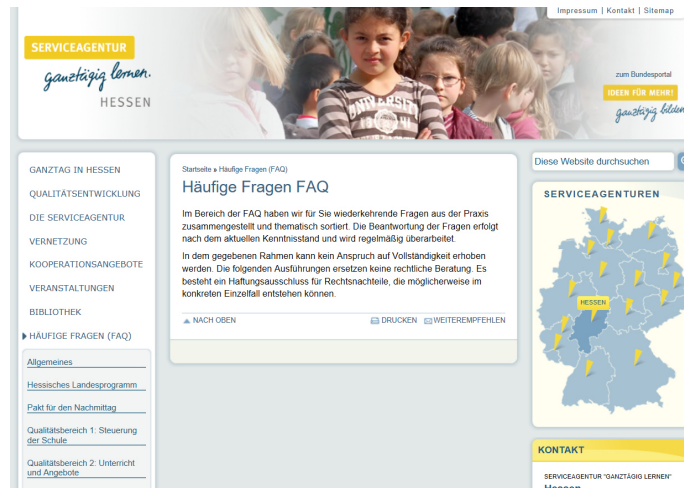 Impressum | Kontakt | Sitemap
SERVICEAGENTUR
ganztägig lernen.
HESSEN
zum Bundesportal
IDEEN FÜR MEHR!
ganztägig bilden
GANZTAG IN HESSEN
QUALITÄTSENTWICKLUNG
DIE SERVICEAGENTUR
VERNETZUNG
KOOPERATIONSANGEBOTE
VERANSTALTUNGEN
BIBLIOTHEK
HÄUFIGE FRAGEN (FAQ)
Allgemeines
Hessisches Landesprogramm
Pakt für den Nachmittag
Qualitätsbereich 1: Steuerung
der Schule
Qualitätsbereich 2: Unterricht
und Angebote
Startseite ▸ Häufige Fragen (FAQ)
Häufige Fragen FAQ
Im Bereich der FAQ haben wir für Sie wiederkehrende Fragen aus der Praxis
zusammengestellt und thematisch sortiert. Die Beantwortung der Fragen erfolgt
nach dem aktuellen Kenntnisstand und wird regelmäßig überarbeitet.
In dem gegebenen Rahmen kann kein Anspruch auf Vollständigkeit erhoben
werden. Die folgenden Ausführungen ersetzen keine rechtliche Beratung. Es
besteht ein Haftungsausschluss für Rechtsnachteile, die möglicherweise im
konkreten Einzelfall entstehen können.
NACH OBEN
DRUCKEN WEITEREMPFEHLEN
Diese Website durchsuchen
SERVICEAGENTUREN
HESSEN
KONTAKT
SERVICEAGENTUR "GANZTÄGIG LERNEN"
Hessen